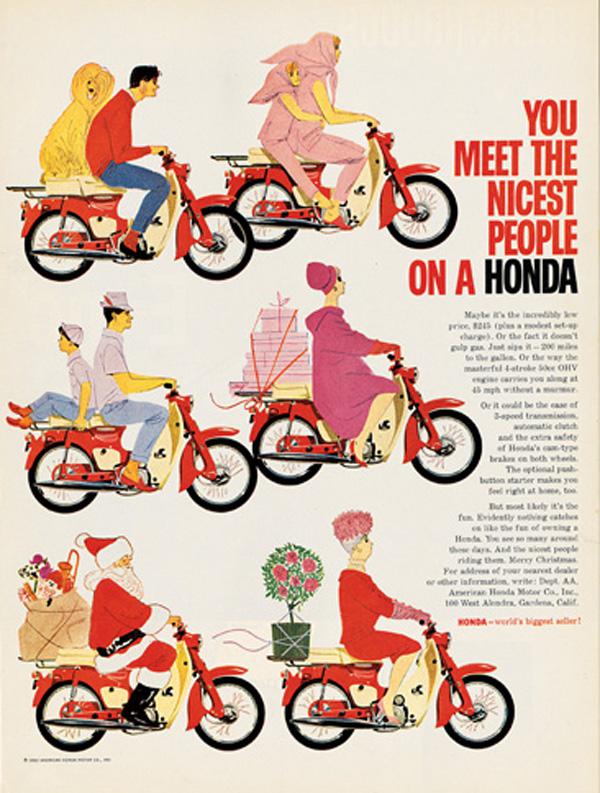 YOU
MEET THE
NICEST
PEOPLE
ON A HONDA
Maybe it's the incredibly low
price, $245 (plus a modest set-up
charge). Or the fact it doesn't
gulp gas. Just sips it—200 miles
to the gallon. Or the way the
masterful 4-stroke 50cc OHV
engine carries you along at
45 mph without a murmur.
Or it could be the ease of
3-speed transmission,
automatic clutch
and the extra safety
of Honda's cam-type
brakes on both wheels.
The optional push-
button starter makes you
feel right at home, too.
But most likely it's the
fun. Evidently nothing catches
on like the fun of owning a
Honda. You see so many around
these days. And the nicest people
riding them. Merry Christmas.
For address of your nearest dealer
or other information, write: Dept. AA,
American Honda Motor Co., Inc.,
100 West Alondra, Gardena, Calif.
HONDA—world's biggest seller!
AMERICAN HONDA MOTOR CO., INC.